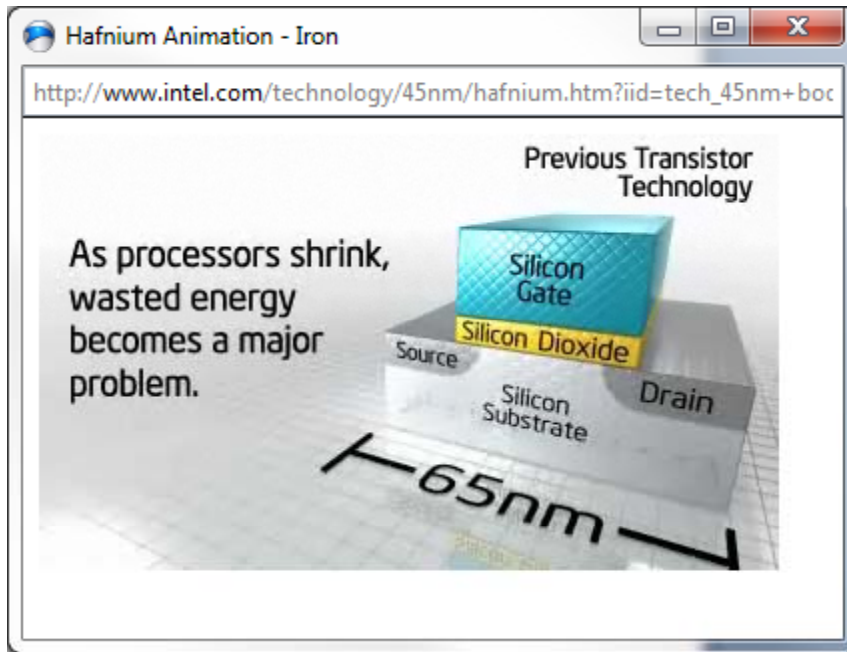 Hafnium Animation - Iron
http://www.intel.com/technology/45nm/hafnium.htm?iid=tech_45nm+boc
Previous Transistor
Technology
As processors shrink,
wasted energy
becomes a major
problem.
Silicon
Gate
Silicon Dioxide
Source
Drain
Silicon
Substrate
65nm